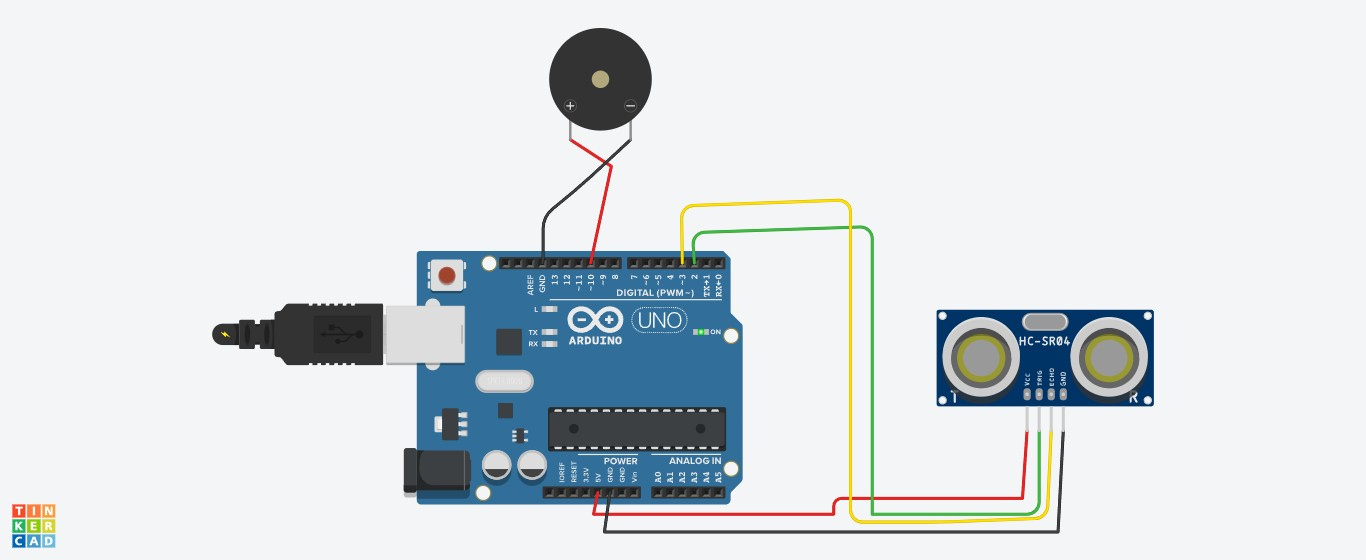 + −
AREF
GND
13
12
~11
~10
~9
8
7
~6
~5
4
~3
2
TX→1
RX←0
DIGITAL (PWM~)
L
TX
RX
UNO
ON
ARDUINO
HC-SR04
VCC
TRIG
ECHO
GND
T
R
POWER
ANALOG IN
IOREF
RESET
3.3V
5V
GND
GND
Vin
A0
A1
A2
A3
A4
A5
TIN
KER
CAD